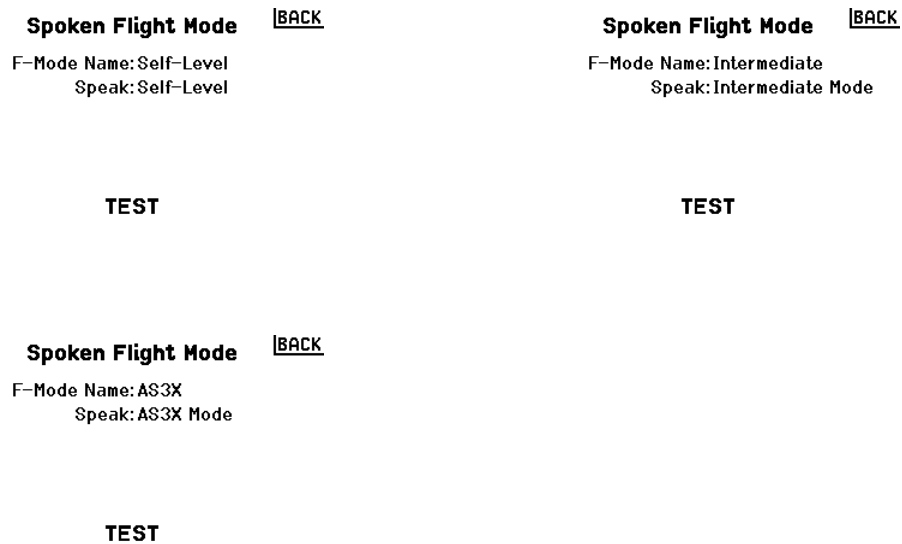 Spoken Flight Mode BACK
F-Mode Name: Self-Level
Speak: Self-Level
TEST
Spoken Flight Mode BACK
F-Mode Name: Intermediate
Speak: Intermediate Mode
TEST
Spoken Flight Mode BACK
F-Mode Name: AS3X
Speak: AS3X Mode
TEST